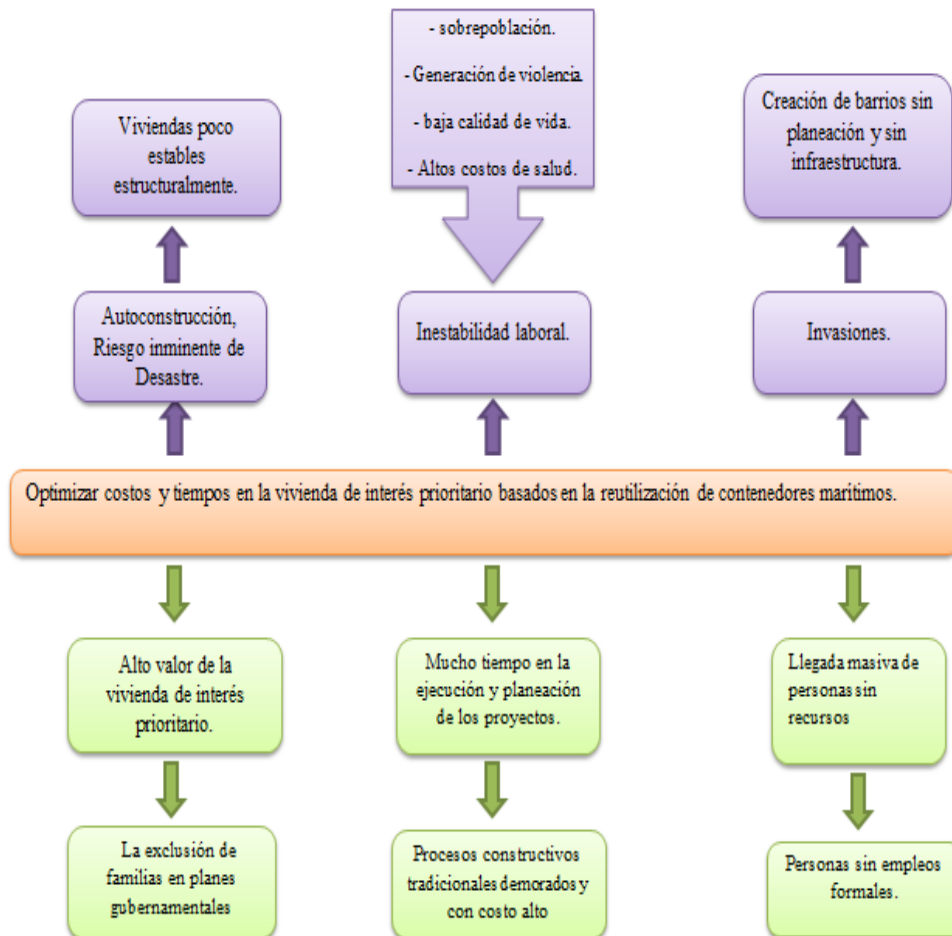 - sobrepoblación.
- Generación de violencia.
- baja calidad de vida.
- Altos costos de salud.
Viviendas poco
estables
estructuralmente.
Creación de barrios sin
planeación y sin
infraestructura.
Autoconstrucción,
Riesgo inminente de
Desastre.
Inestabilidad laboral.
Invasiones.
Optimizar costos y tiempos en la vivienda de interés prioritario basados en la reutilización de contenedores marítimos.
Alto valor de la
vivienda de interés
prioritario.
Mucho tiempo en la
ejecución y planeación
de los proyectos.
Llegada masiva de
personas sin
recursos
La exclusión de
familias en planes
gubernamentales
Procesos constructivos
tradicionales demorados y
con costo alto
Personas sin empleos
formales.